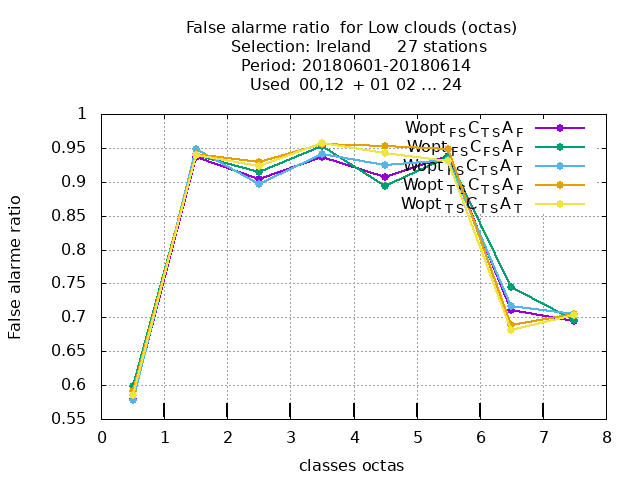 False alarme ratio for Low clouds (octas)
Selection: Ireland 27 stations
Period: 20180601-20180614
Used 00,12 + 01 02 ... 24
1
0.95
0.9
0.85
0.8
0.75
0.7
0.65
0.6
0.55
False alarme ratio
Wopt FS C TS A F
Wopt FS C FS A F
Wopt FS C TS A T
Wopt TS C TS A F
Wopt TS C TS A T
0 1 2 3 4 5 6 7 8
classes octas